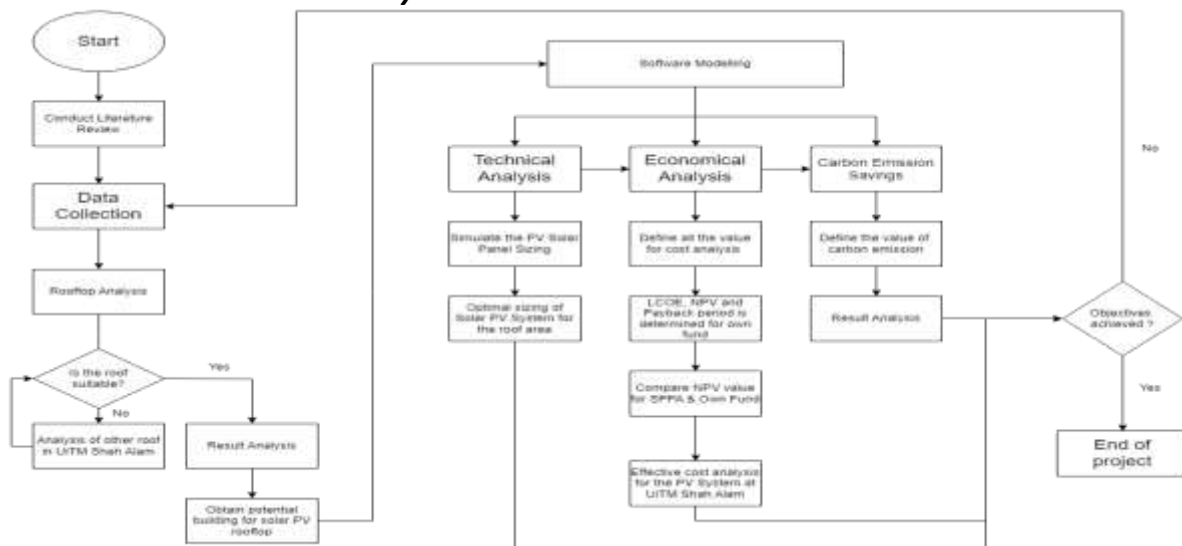 Start
Conduct Literature
Review
Data
Collection
Rooftop Analysis
Is the roof
suitable?
Yes
No
Analysis of other roof
in UiTM Shah Alam
Result Analysis
Obtain potential
building for solar PV
rooftop
Software Modelling
Technical
Analysis
Simulate the PV Solar
Panel Sizing
Optimal sizing of
Solar PV System for
the roof area
Economical
Analysis
Define all the value
for cost analysis
LCOE, NPV and
Payback period is
determined for own
fund
Compare NPV value
for SPPA & Own Fund
Effective cost analysis
for the PV System at
UiTM Shah Alam
Carbon Emission
Savings
Define the value of
carbon emission
Result Analysis
Objectives
achieved ?
No
Yes
End of
project